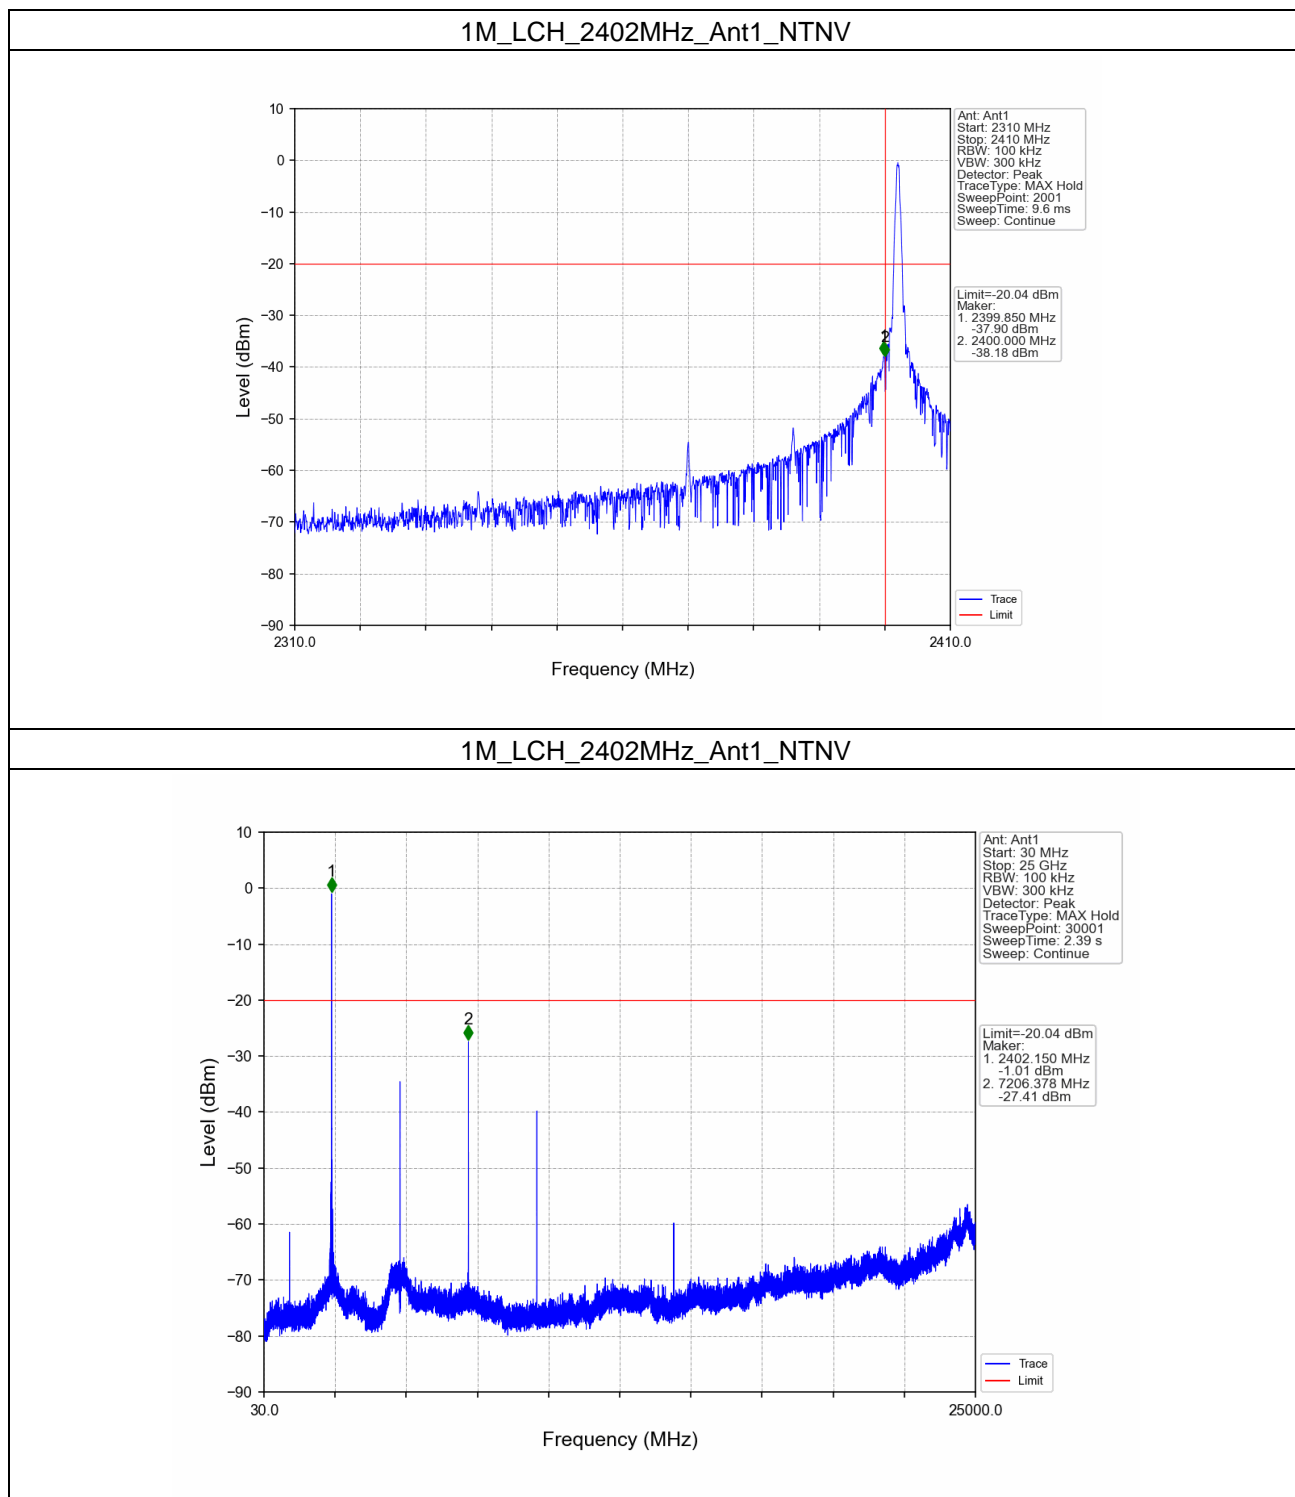 1M_LCH_2402MHz_Ant1_NTNV
10
0
−10
−20
−30
−40
−50
−60
−70
−80
−90
Level (dBm)
2310.0
2410.0
Frequency (MHz)
2
Ant: Ant1
Start: 2310 MHz
Stop: 2410 MHz
RBW: 100 kHz
VBW: 300 kHz
Detector: Peak
TraceType: MAX Hold
SweepPoint: 2001
SweepTime: 9.6 ms
Sweep: Continue
Limit=-20.04 dBm
Maker:
1. 2399.850 MHz
-37.90 dBm
2. 2400.000 MHz
-38.18 dBm
Trace
Limit
1M_LCH_2402MHz_Ant1_NTNV
10
0
−10
−20
−30
−40
−50
−60
−70
−80
−90
Level (dBm)
30.0
25000.0
Frequency (MHz)
1
2
Ant: Ant1
Start: 30 MHz
Stop: 25 GHz
RBW: 100 kHz
VBW: 300 kHz
Detector: Peak
TraceType: MAX Hold
SweepPoint: 30001
SweepTime: 2.39 s
Sweep: Continue
Limit=-20.04 dBm
Maker:
1. 2402.150 MHz
-1.01 dBm
2. 7206.378 MHz
-27.41 dBm
Trace
Limit